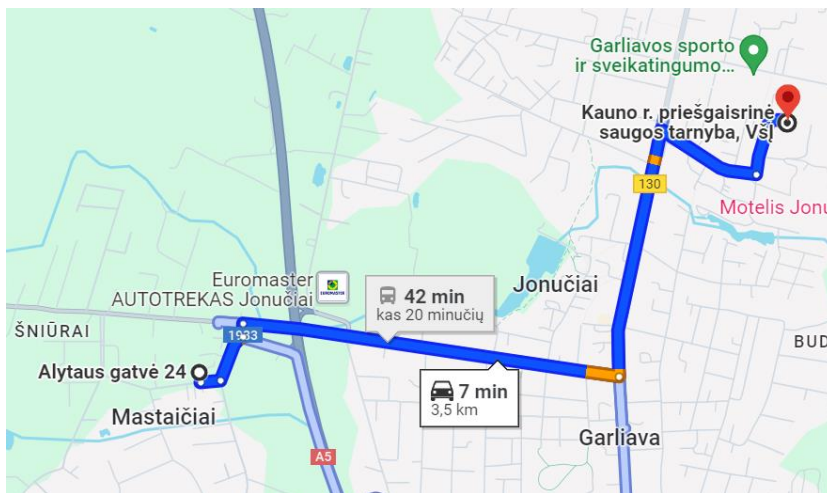 Garliavos sporto
ir sveikatingumo...
Kauno r. priešgaisrinė
saugos tarnyba, VšĮ
130
Motelis Jonu
Euromaster
AUTOTREKAS Jonučiai
EUROMASTER
42 min
kas 20 minučių
Jonučiai
ŠNIŪRAI
1933
BUD
Alytaus gatvė 24
7 min
3,5 km
Mastaičiai
Garliava
A5